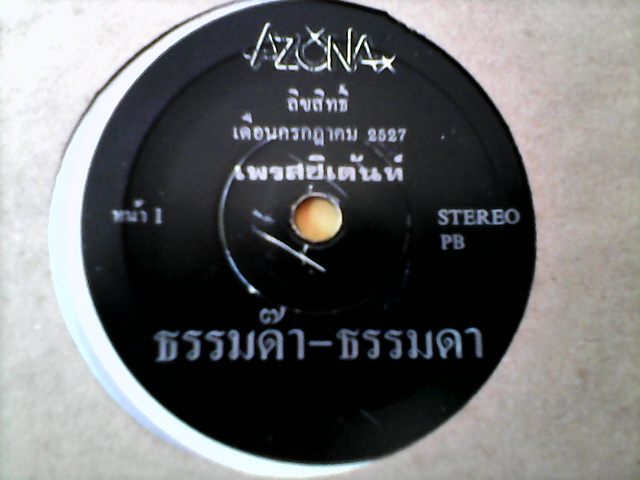 AZONA
ลิขสิทธิ์
เดือนกรกฎาคม 2527
เพรสซิเด้นท์
หน้า 1
STEREO
PB
ธรรมด๊า-ธรรมดา